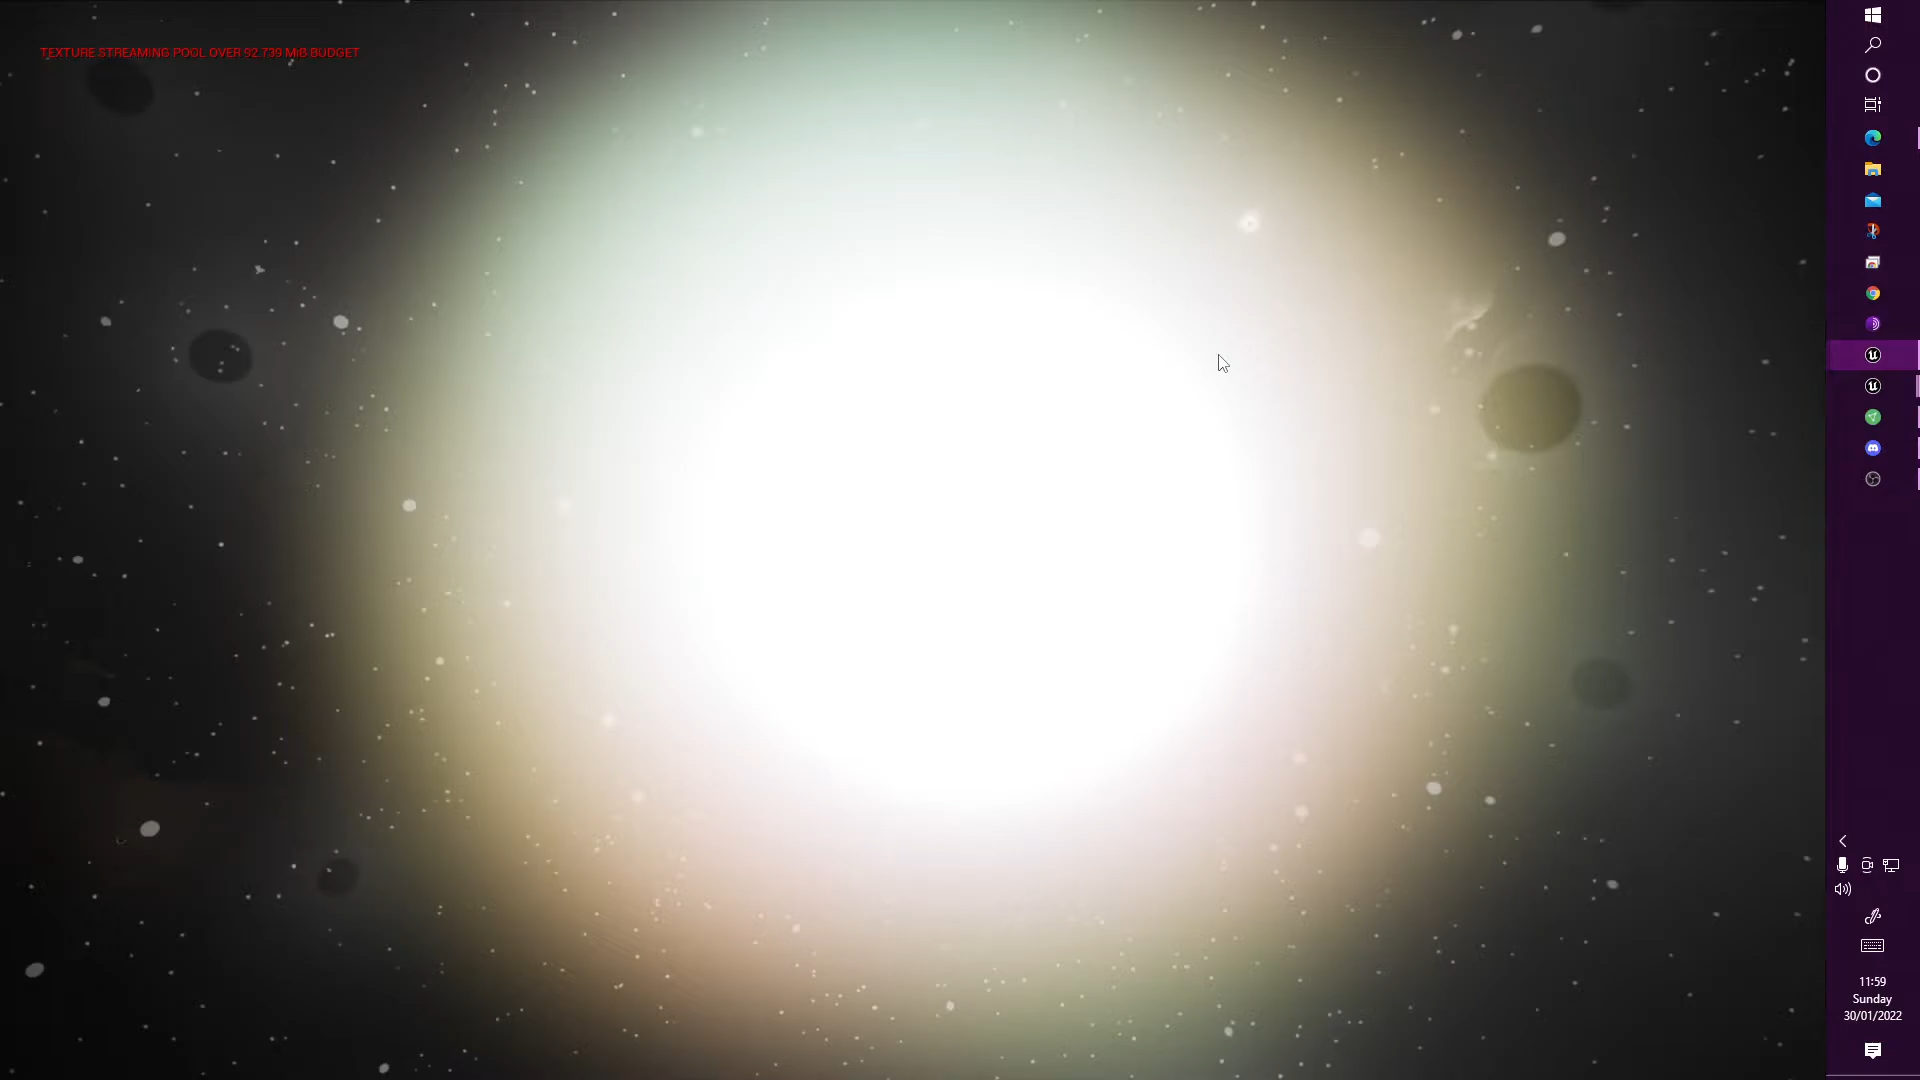 TEXTURE STREAMING POOL OVER 92.739 MiB BUDGET
11:59
Sunday
30/01/2022